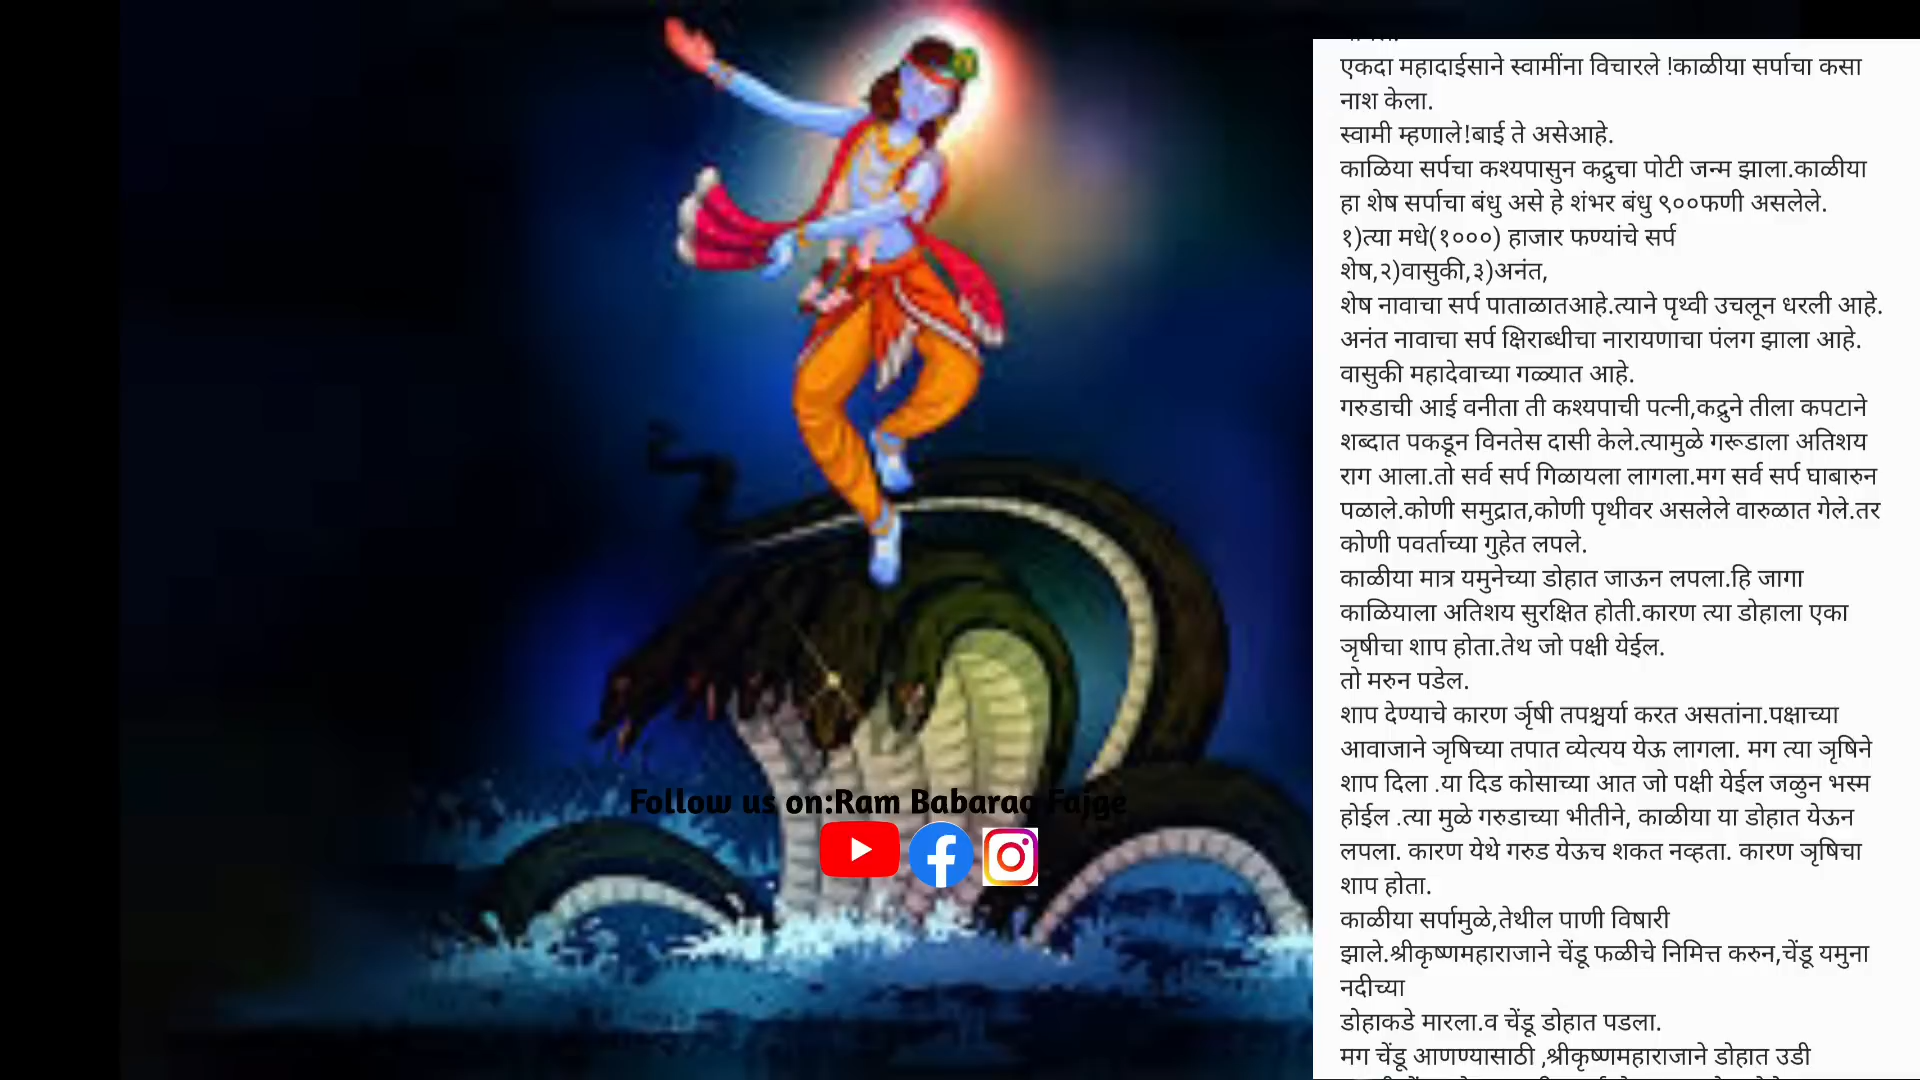 एकदा महादाईसाने स्वामींना विचारले !काळीया सर्पाचा कसा
नाश केला.
स्वामी म्हणाले!बाई ते असेआहे.
काळिया सर्पचा कश्यपासुन कद्रुचा पोटी जन्म झाला.काळीया
हा शेष सर्पाचा बंधु असे हे शंभर बंधु ९००फणी असलेले.
१)त्या मधे(१०००) हाजार फण्यांचे सर्प
शेष,२)वासुकी,३)अनंत,
शेष नावाचा सर्प पाताळातआहे.त्याने पृथ्वी उचलून धरली आहे.
अनंत नावाचा सर्प क्षिराब्धीचा नारायणाचा पंलग झाला आहे.
वासुकी महादेवाच्या गळ्यात आहे.
गरुडाची आई वनीता ती कश्यपाची पत्नी,कद्रुने तीला कपटाने
शब्दात पकडून विनतेस दासी केले.त्यामुळे गरूडाला अतिशय
राग आला.तो सर्व सर्प गिळायला लागला.मग सर्व सर्प घाबारुन
पळाले.कोणी समुद्रात,कोणी पृथीवर असलेले वारुळात गेले.तर
कोणी पवर्ताच्या गुहेत लपले.
काळीया मात्र यमुनेच्या डोहात जाऊन लपला.हि जागा
काळियाला अतिशय सुरक्षित होती.कारण त्या डोहाला एका
ञृषीचा शाप होता.तेथ जो पक्षी येईल.
तो मरुन पडेल.
शाप देण्याचे कारण र्ञृषी तपश्चर्या करत असतांना.पक्षाच्या
आवाजाने ञृषिच्या तपात व्येत्यय येऊ लागला. मग त्या ञृषिने
शाप दिला .या दिड कोसाच्या आत जो पक्षी येईल जळुन भस्म
होईल .त्या मुळे गरुडाच्या भीतीने, काळीया या डोहात येऊन
लपला. कारण येथे गरुड येऊच शकत नव्हता. कारण ञृषिचा
शाप होता.
काळीया सर्पामुळे,तेथील पाणी विषारी
झाले.श्रीकृष्णमहाराजाने चेंडू फळीचे निमित्त करुन,चेंडू यमुना
नदीच्या
डोहाकडे मारला.व चेंडू डोहात पडला.
मग चेंडू आणण्यासाठी ,श्रीकृष्णमहाराजाने डोहात उडी
Follow us on:Ram Babarao Fajge